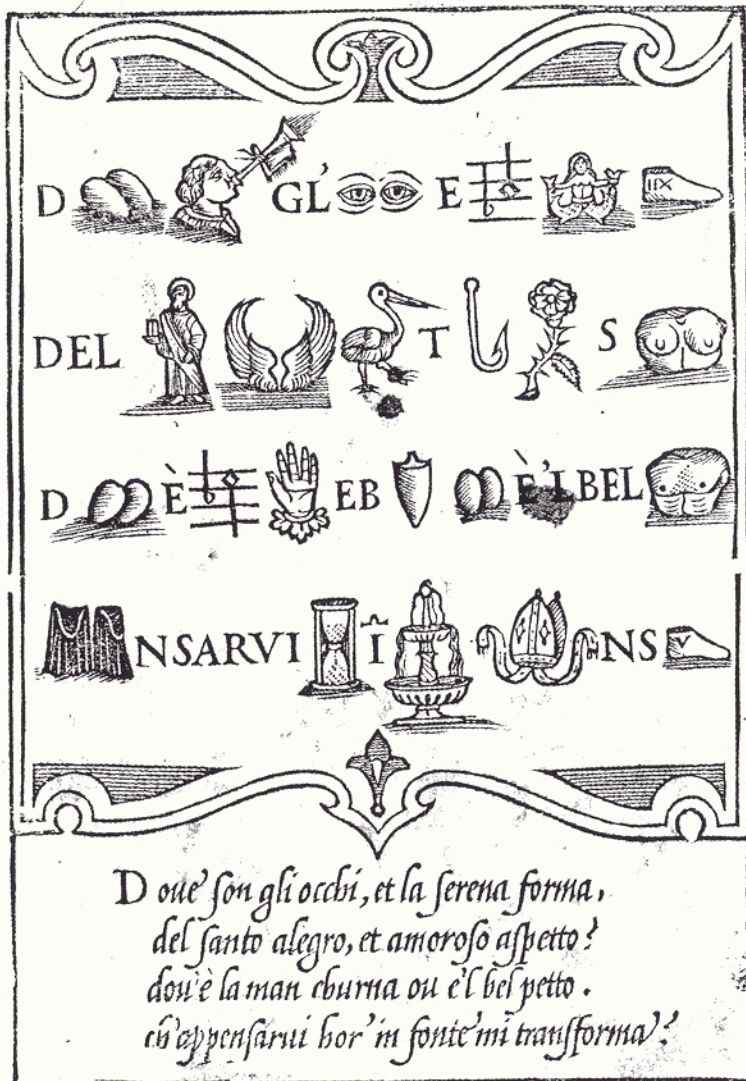 D GL' E IIX
DEL T S
D È EB È'L BEL
NSARVI Ī NS V
Doue' son gli occhi, et la serena forma,
del santo alegro, et amoroso aspetto?
dou'è la man eburna ou e'l bel petto.
ch'appensarui hor' in fonte' mi transforma'?